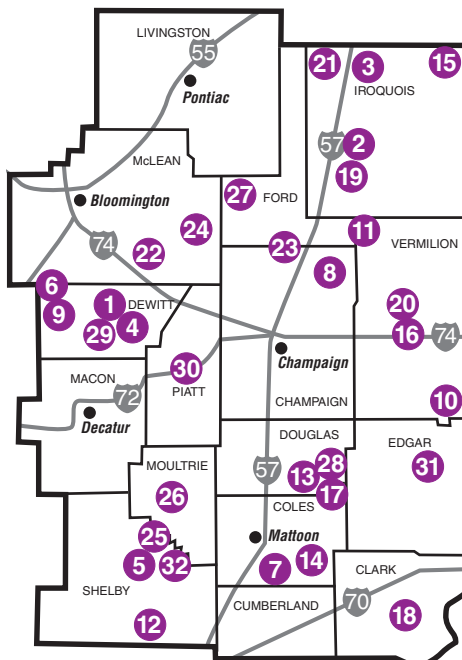 LIVINGSTON
55
Pontiac
21
3
15
IROQUOIS
57
2
McLEAN
19
Bloomington
27
FORD
24
74
22
23
11
VERMILION
8
6
9
1
DEWITT
29
4
20
16
74
30
PIATT
Champaign
MACON
72
Decatur
CHAMPAIGN
10
DOUGLAS
EDGAR
MOULTRIE
57
28
13
31
26
17
COLES
25
Mattoon
5
32
7
14
CLARK
SHELBY
CUMBERLAND
70
18
12